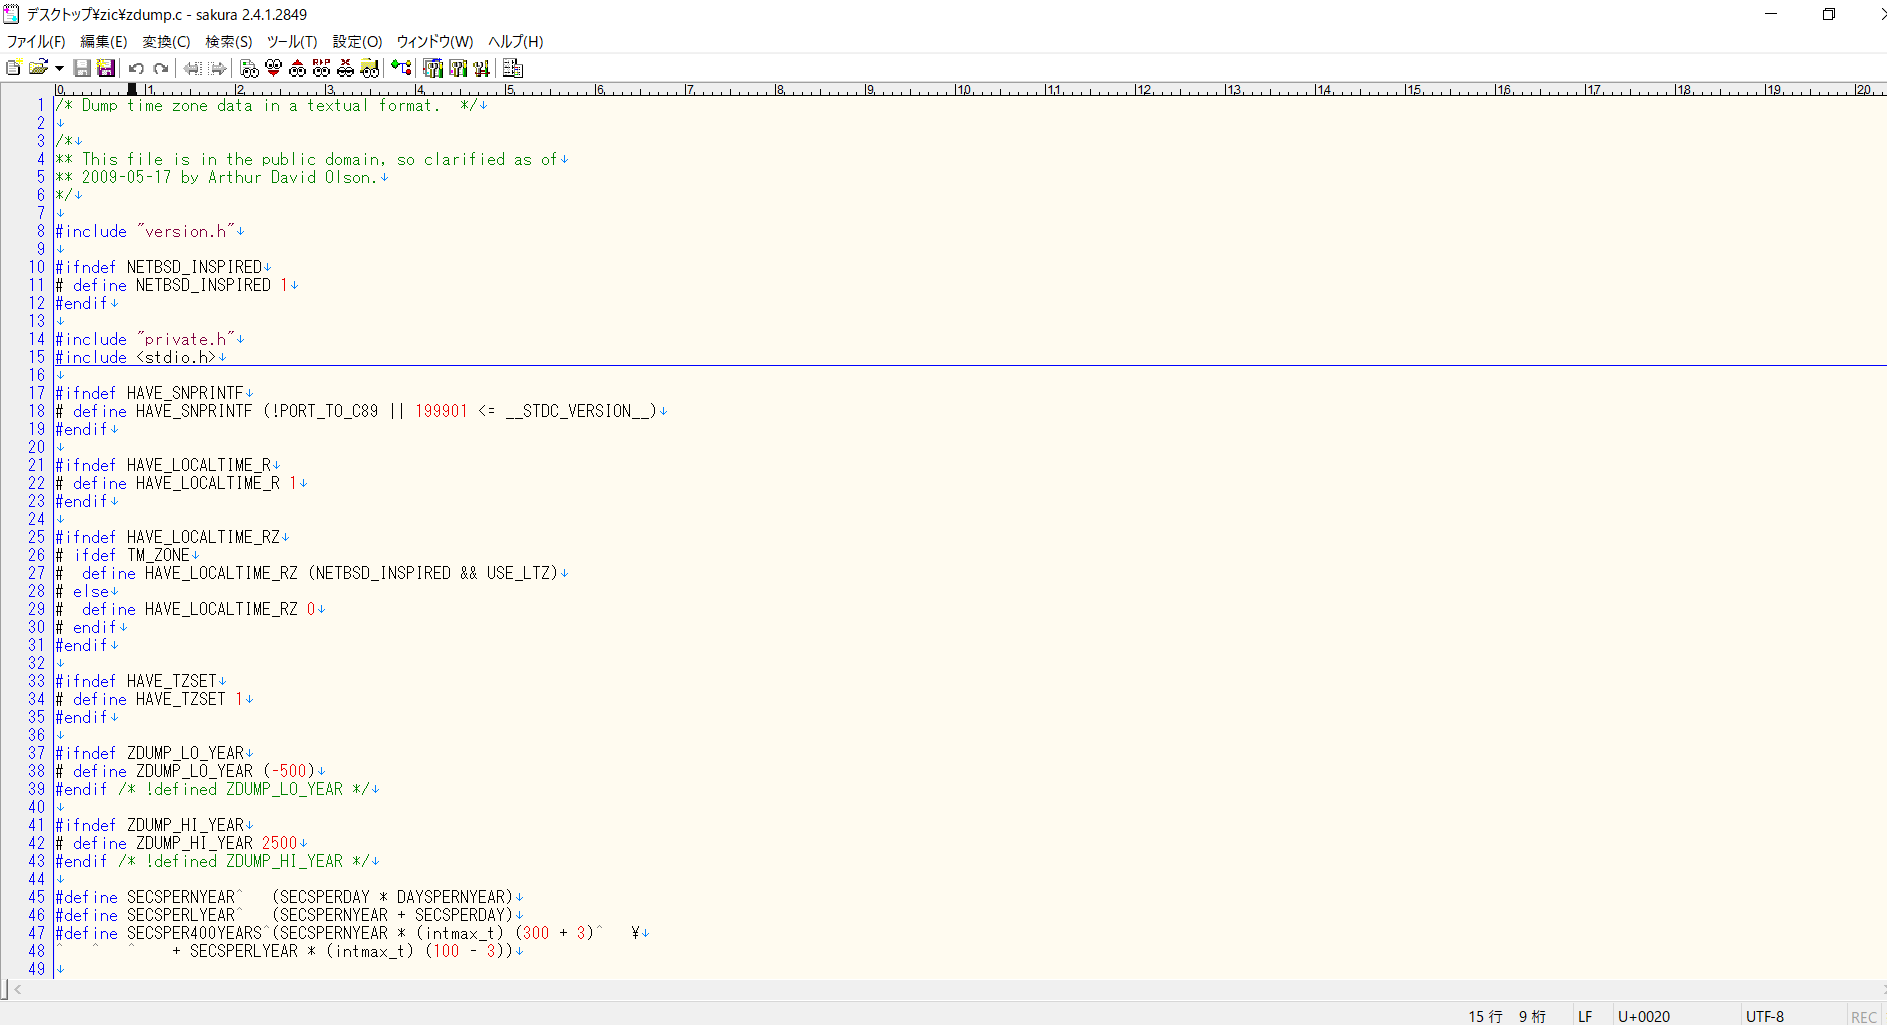 デスクトップ¥zic¥zdump.c - sakura 2.4.1.2849
ファイル(F) 編集(E) 変換(C) 検索(S) ツール(T) 設定(O) ウィンドウ(W) ヘルプ(H)
0 1 2 3 4 5 6 7 8 9 10 11 12 13 14 15 16 17 18 19 20
1 /* Dump time zone data in a textual format.  */↓
2 ↓
3 /*↓
4 ** This file is in the public domain, so clarified as of↓
5 ** 2009-05-17 by Arthur David Olson.↓
6 */↓
7 ↓
8 #include "version.h"↓
9 ↓
10 #ifndef NETBSD_INSPIRED↓
11 # define NETBSD_INSPIRED 1↓
12 #endif↓
13 ↓
14 #include "private.h"↓
15 #include <stdio.h>↓
16 ↓
17 #ifndef HAVE_SNPRINTF↓
18 # define HAVE_SNPRINTF (!PORT_TO_C89 || 199901 <= __STDC_VERSION__)↓
19 #endif↓
20 ↓
21 #ifndef HAVE_LOCALTIME_R↓
22 # define HAVE_LOCALTIME_R 1↓
23 #endif↓
24 ↓
25 #ifndef HAVE_LOCALTIME_RZ↓
26 # ifdef TM_ZONE↓
27 #  define HAVE_LOCALTIME_RZ (NETBSD_INSPIRED && USE_LTZ)↓
28 # else↓
29 #  define HAVE_LOCALTIME_RZ 0↓
30 # endif↓
31 #endif↓
32 ↓
33 #ifndef HAVE_TZSET↓
34 # define HAVE_TZSET 1↓
35 #endif↓
36 ↓
37 #ifndef ZDUMP_LO_YEAR↓
38 # define ZDUMP_LO_YEAR (-500)↓
39 #endif /* !defined ZDUMP_LO_YEAR */↓
40 ↓
41 #ifndef ZDUMP_HI_YEAR↓
42 # define ZDUMP_HI_YEAR 2500↓
43 #endif /* !defined ZDUMP_HI_YEAR */↓
44 ↓
45 #define SECSPERNYEAR^   (SECSPERDAY * DAYSPERNYEAR)↓
46 #define SECSPERLYEAR^   (SECSPERNYEAR + SECSPERDAY)↓
47 #define SECSPER400YEARS^(SECSPERNYEAR * (intmax_t) (300 + 3)^   ¥↓
48 ^   ^   ^    + SECSPERLYEAR * (intmax_t) (100 - 3))↓
49 ↓
15 行 9 桁 LF U+0020 UTF-8 REC